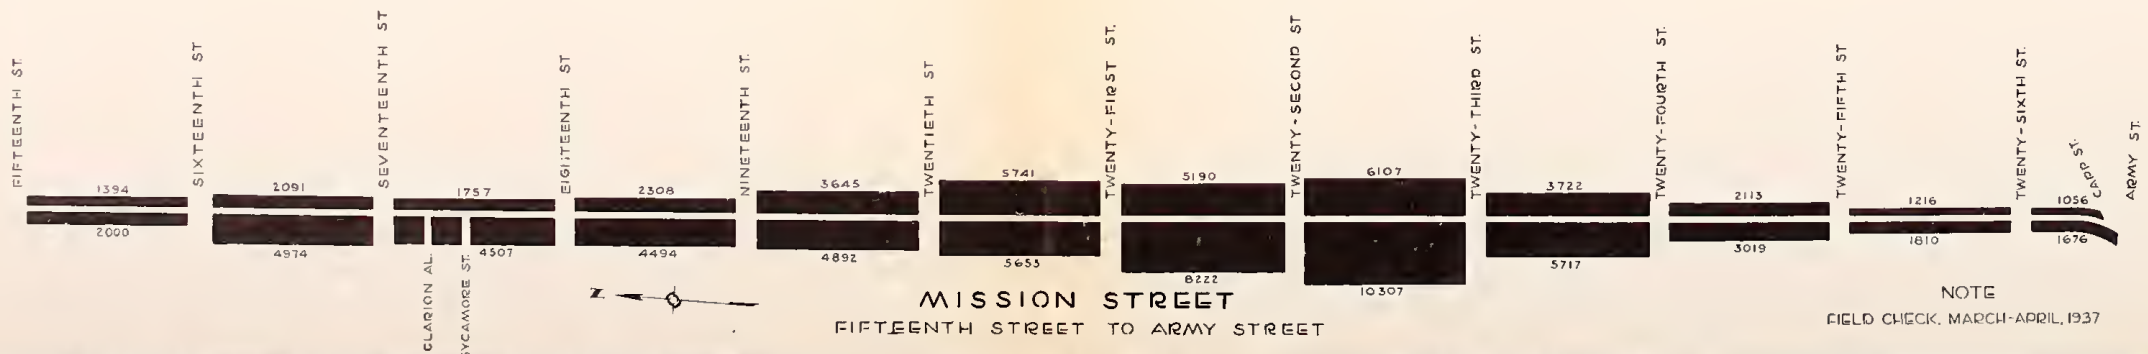 FIFTEENTH ST.
SIXTEENTH ST
SEVENTEENTH ST
EIGHTEENTH ST
NINETEENTH ST.
TWENTIETH ST
TWENTY-FIRST ST.
TWENTY-SECOND ST
TWENTY-THIRD ST.
TWENTY-FOURTH ST.
TWENTY-FIFTH ST
TWENTY-SIXTH ST.
CAPP ST.
ARMY ST.
1394 2091 1757 2308 3645 5741 5190 6107 3722 2113 1216 1056
2000 4974 4507 4494 4892 5653 8222 10307 5717 3019 1810 1676
CLARION AL.
SYCAMORE ST.
N
MISSION STREET
FIFTEENTH STREET TO ARMY STREET
NOTE
FIELD CHECK, MARCH-APRIL, 1937